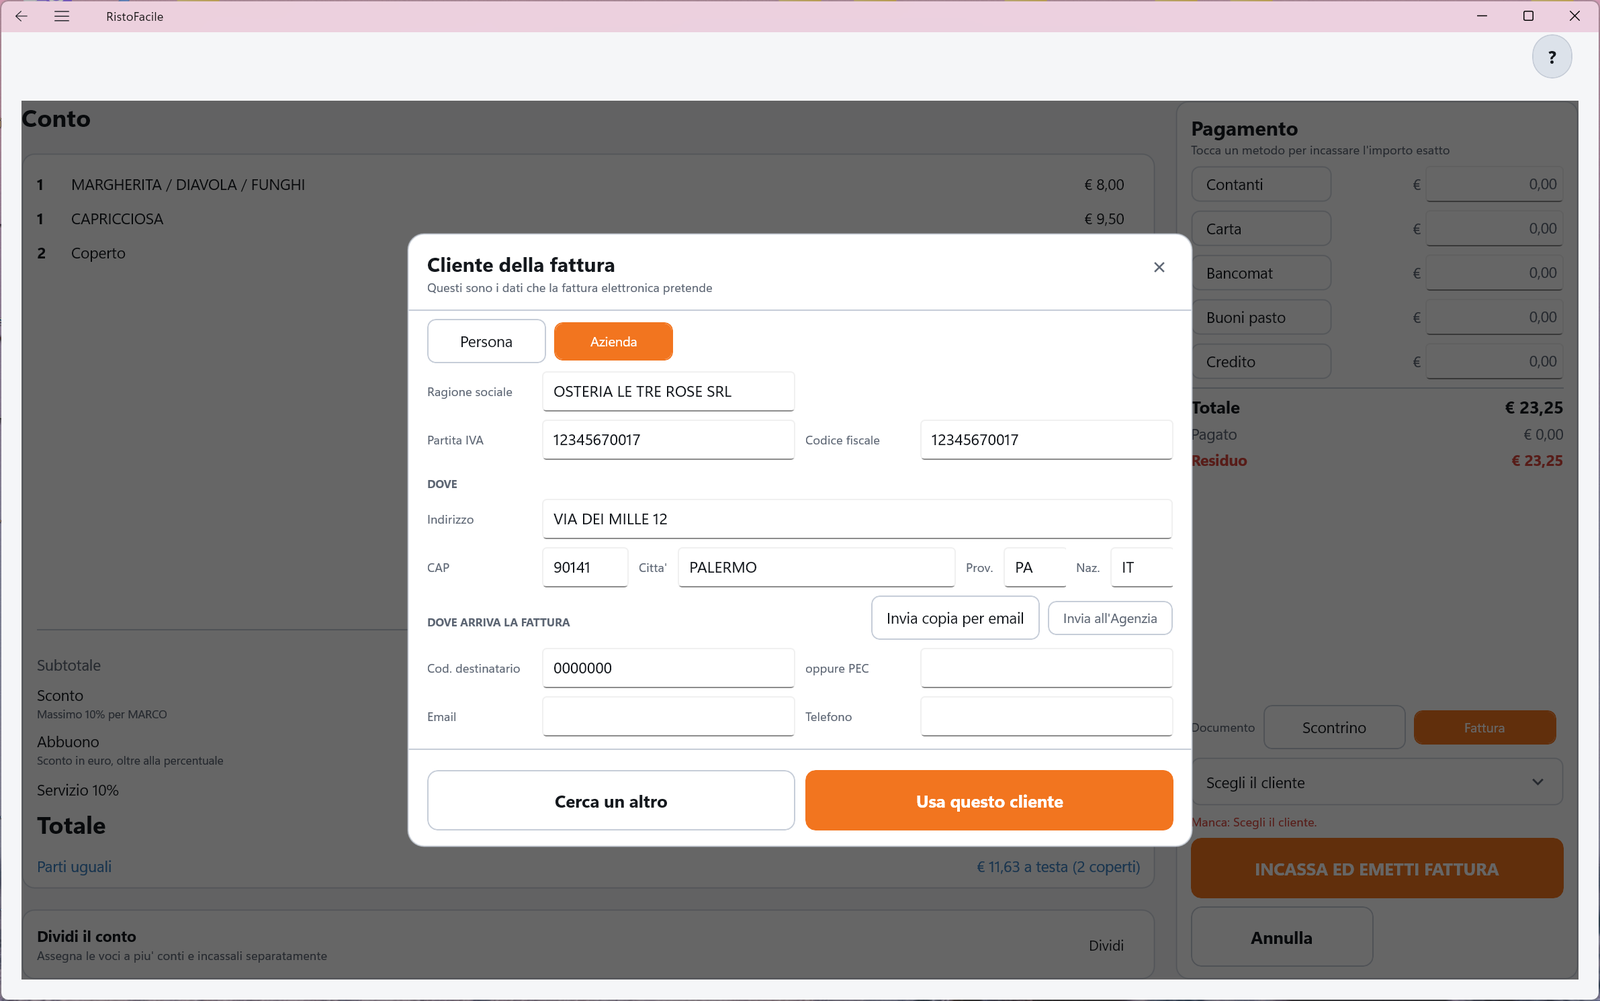 RistoFacile
?
Conto
1 MARGHERITA / DIAVOLA / FUNGHI € 8,00
1 CAPRICCIOSA € 9,50
2 Coperto
Subtotale
Sconto
Massimo 10% per MARCO
Abbuono
Sconto in euro, oltre alla percentuale
Servizio 10%
Totale
Parti uguali € 11,63 a testa (2 coperti)
Dividi il conto
Assegna le voci a piu' conti e incassali separatamente
Dividi
Cliente della fattura
Questi sono i dati che la fattura elettronica pretende
Persona Azienda
Ragione sociale OSTERIA LE TRE ROSE SRL
Partita IVA 12345670017 Codice fiscale 12345670017
DOVE
Indirizzo VIA DEI MILLE 12
CAP 90141 Citta' PALERMO Prov. PA Naz. IT
DOVE ARRIVA LA FATTURA Invia copia per email Invia all'Agenzia
Cod. destinatario 0000000 oppure PEC
Email Telefono
Cerca un altro Usa questo cliente
Pagamento
Tocca un metodo per incassare l'importo esatto
Contanti € 0,00
Carta € 0,00
Bancomat € 0,00
Buoni pasto € 0,00
Credito € 0,00
Totale € 23,25
Pagato € 0,00
Residuo € 23,25
Documento Scontrino Fattura
Scegli il cliente
Manca: Scegli il cliente.
INCASSA ED EMETTI FATTURA
Annulla